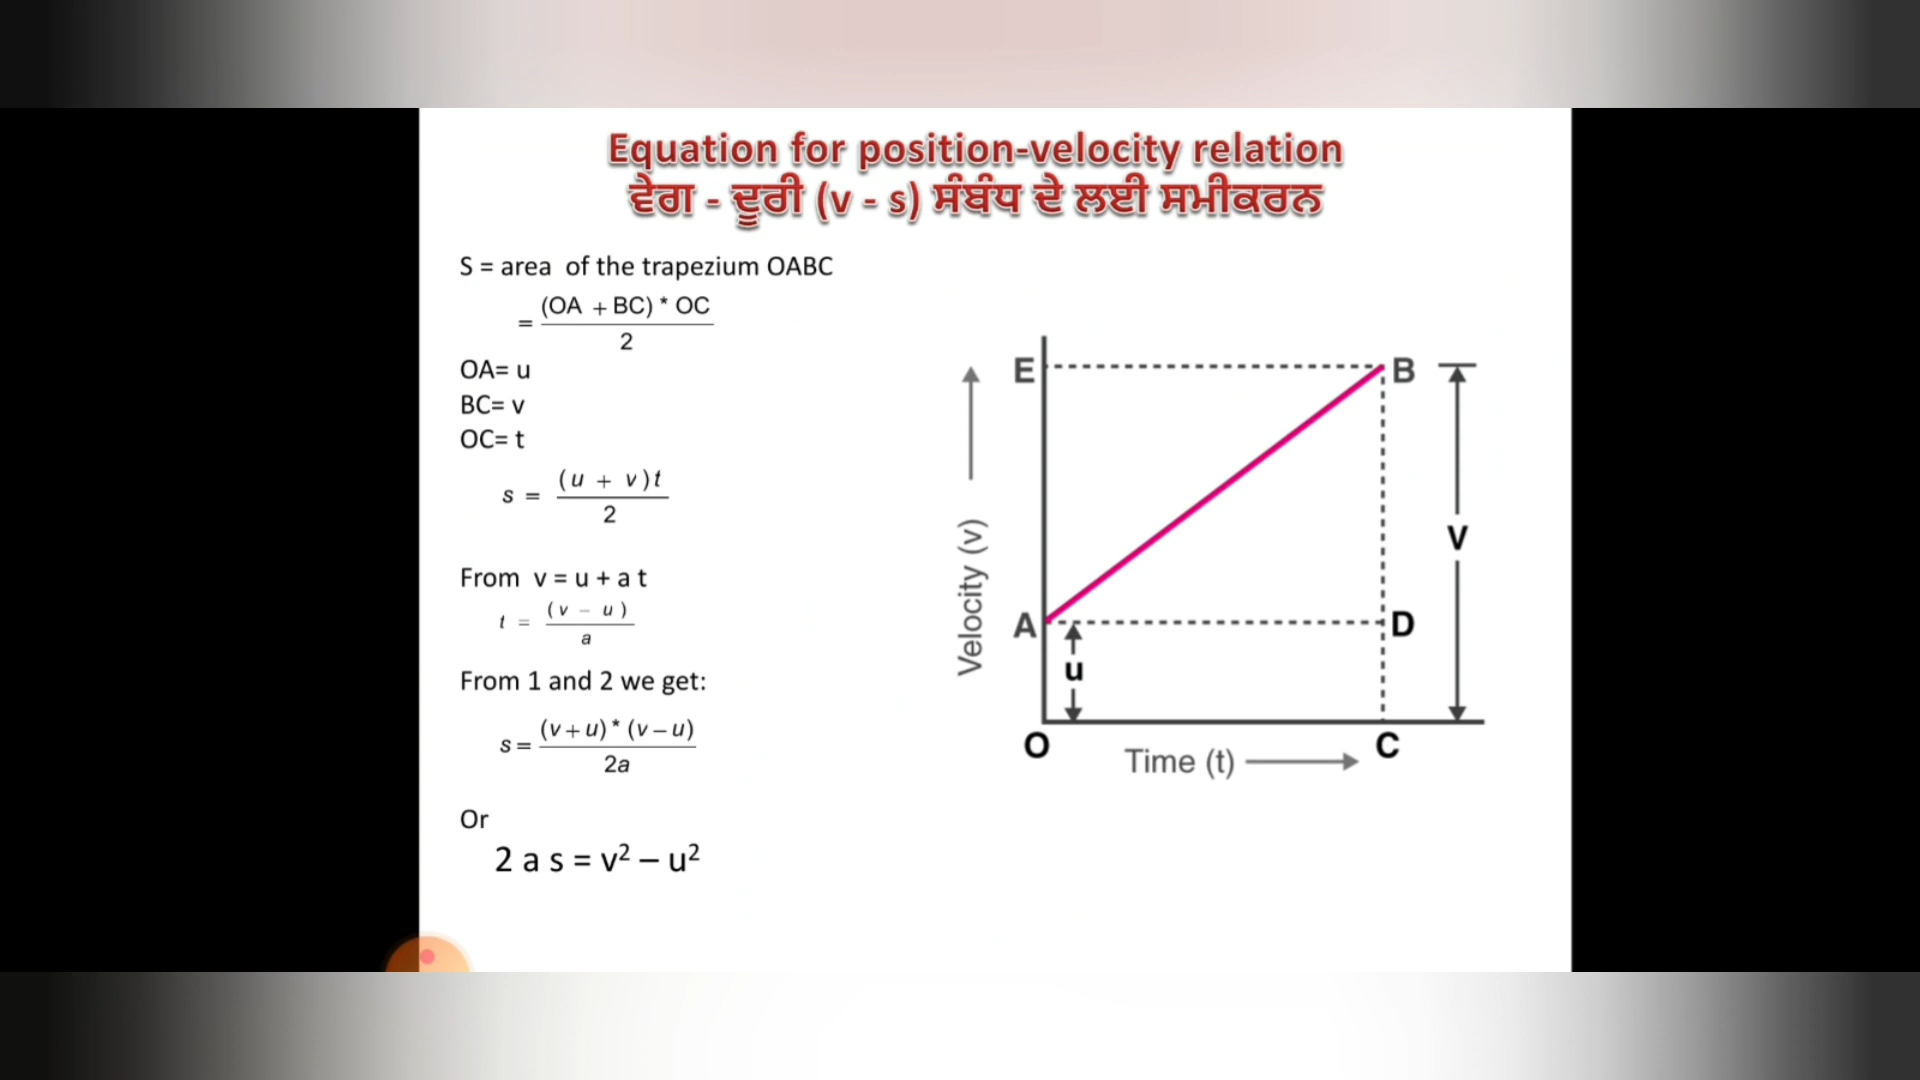 Equation for position-velocity relation
ਵੇਗ - ਦੂਰੀ (v - s) ਸੰਬੰਧ ਦੇ ਲਈ ਸਮੀਕਰਨ
S = area of the trapezium OABC
= (OA + BC) * OC
2
OA= u
BC= v
OC= t
s = (u + v)t
2
From v = u + a t
t = (v – u)
a
From 1 and 2 we get:
s = (v+u) * (v–u)
2a
Or
2 a s = v² – u²
E
B
Velocity (v)
V
A
D
u
O
Time (t)
C